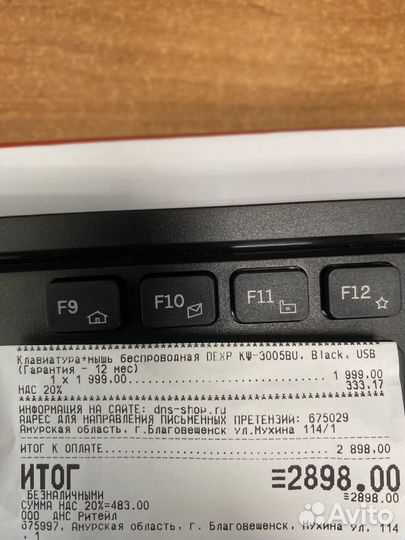 F9
F10
F11
F12
Клавиатура+мышь беспроводная DEXP KW-3005BU, Black, USB
(Гарантия - 12 мес)
1 x 1 999.00 1 999.00
НДС 20% 333.17
ИНФОРМАЦИЯ НА САЙТЕ: dns-shop.ru
АДРЕС ДЛЯ НАПРАВЛЕНИЯ ПИСЬМЕННЫХ ПРЕТЕНЗИЙ: 675029
Амурская область, г.Благовещенск ул.Мухина 114/1
ИТОГ К ОПЛАТЕ 2 898.00
ИТОГ ≡2898.00
БЕЗНАЛИЧНЫМИ ≡2898.00
СУММА НДС 20%=483.00
ООО ДНС Ритейл
675997, Амурская область, г. Благовещенск, Мухина ул, 114
, 1
Avito